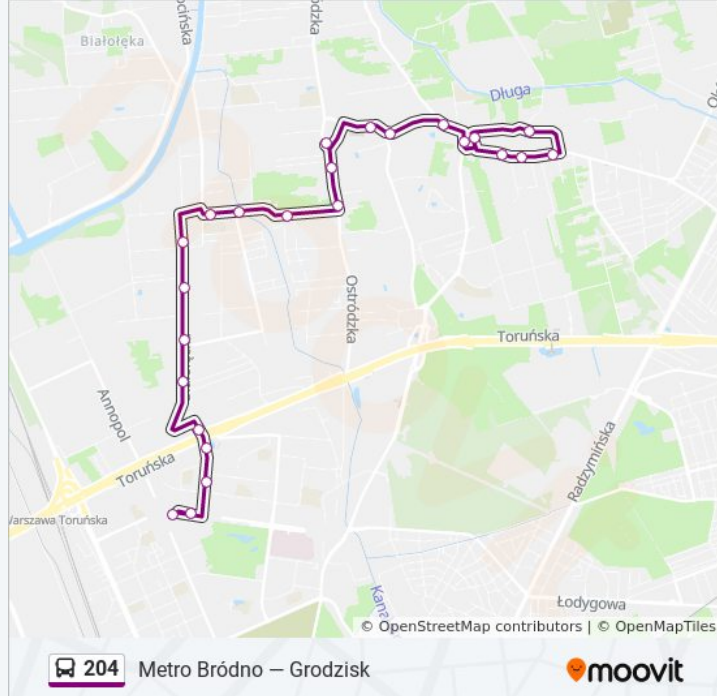 Białołęka
Długa
Ostródzka
Toruńska
Annopol
Toruńska
Radzymińska
Warszawa Toruńska
Łodygowa
© OpenStreetMap contributors | © OpenMapTiles
204 Metro Bródno — Grodzisk
moovit